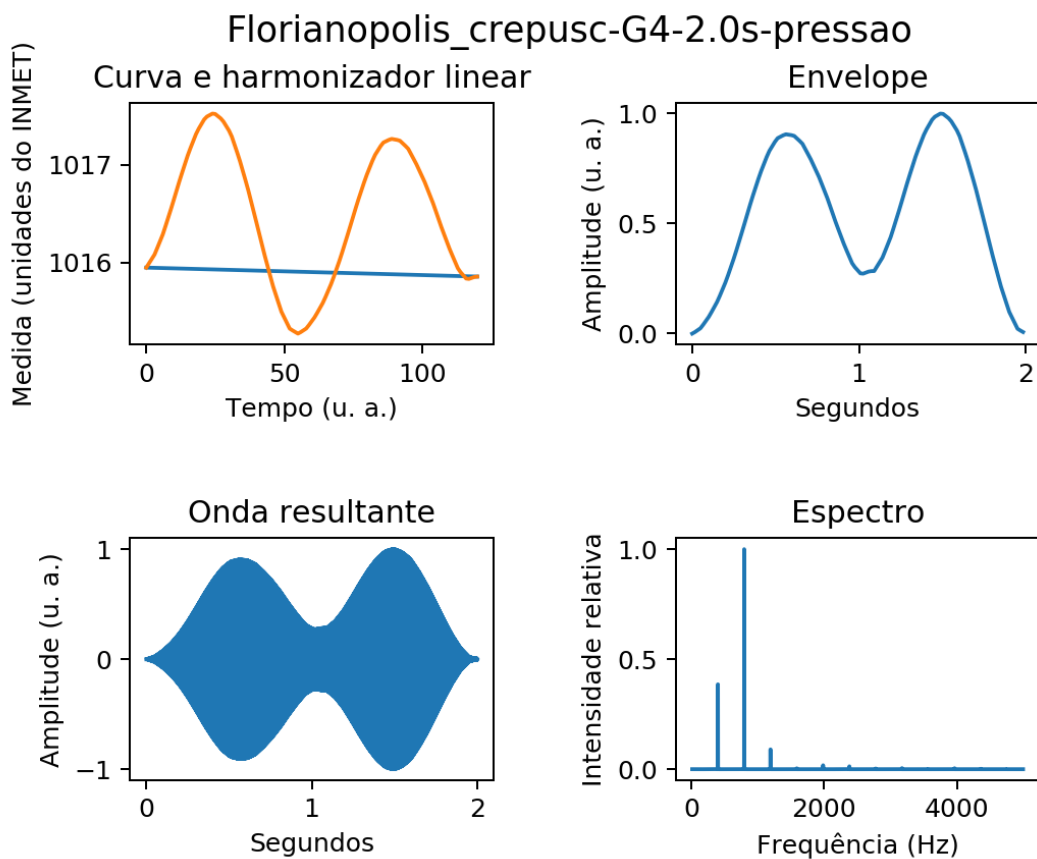 Florianopolis_crepusc-G4-2.0s-pressao
Curva e harmonizador linear
Medida (unidades do INMET)
1017
1016
0
50
100
Tempo (u. a.)
Envelope
Amplitude (u. a.)
1.0
0.5
0.0
0
1
2
Segundos
Onda resultante
Amplitude (u. a.)
1
0
−1
0
1
2
Segundos
Espectro
Intensidade relativa
1.0
0.5
0.0
0
2000
4000
Frequência (Hz)